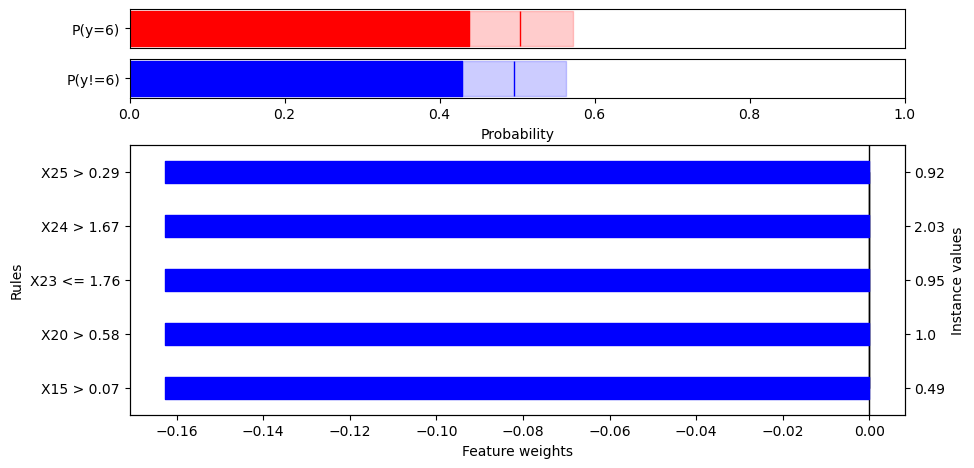 P(y=6)
P(y!=6)
0.0 0.2 0.4 0.6 0.8 1.0
Probability
X25 > 0.29 0.92
X24 > 1.67 2.03
X23 <= 1.76 0.95
X20 > 0.58 1.0
X15 > 0.07 0.49
Rules
Instance values
−0.16 −0.14 −0.12 −0.10 −0.08 −0.06 −0.04 −0.02 0.00
Feature weights